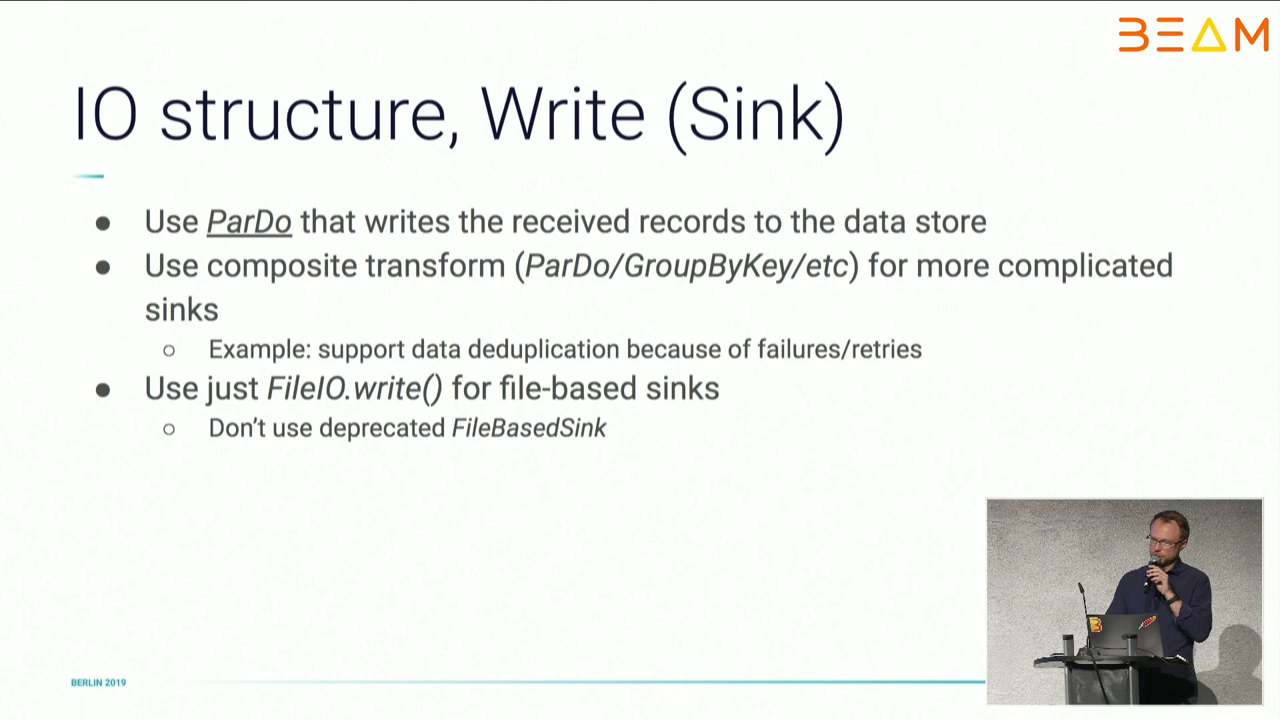 BEAM
IO structure, Write (Sink)
● Use ParDo that writes the received records to the data store
● Use composite transform (ParDo/GroupByKey/etc) for more complicated
sinks
○ Example: support data deduplication because of failures/retries
● Use just FileIO.write() for file-based sinks
○ Don’t use deprecated FileBasedSink
BERLIN 2019